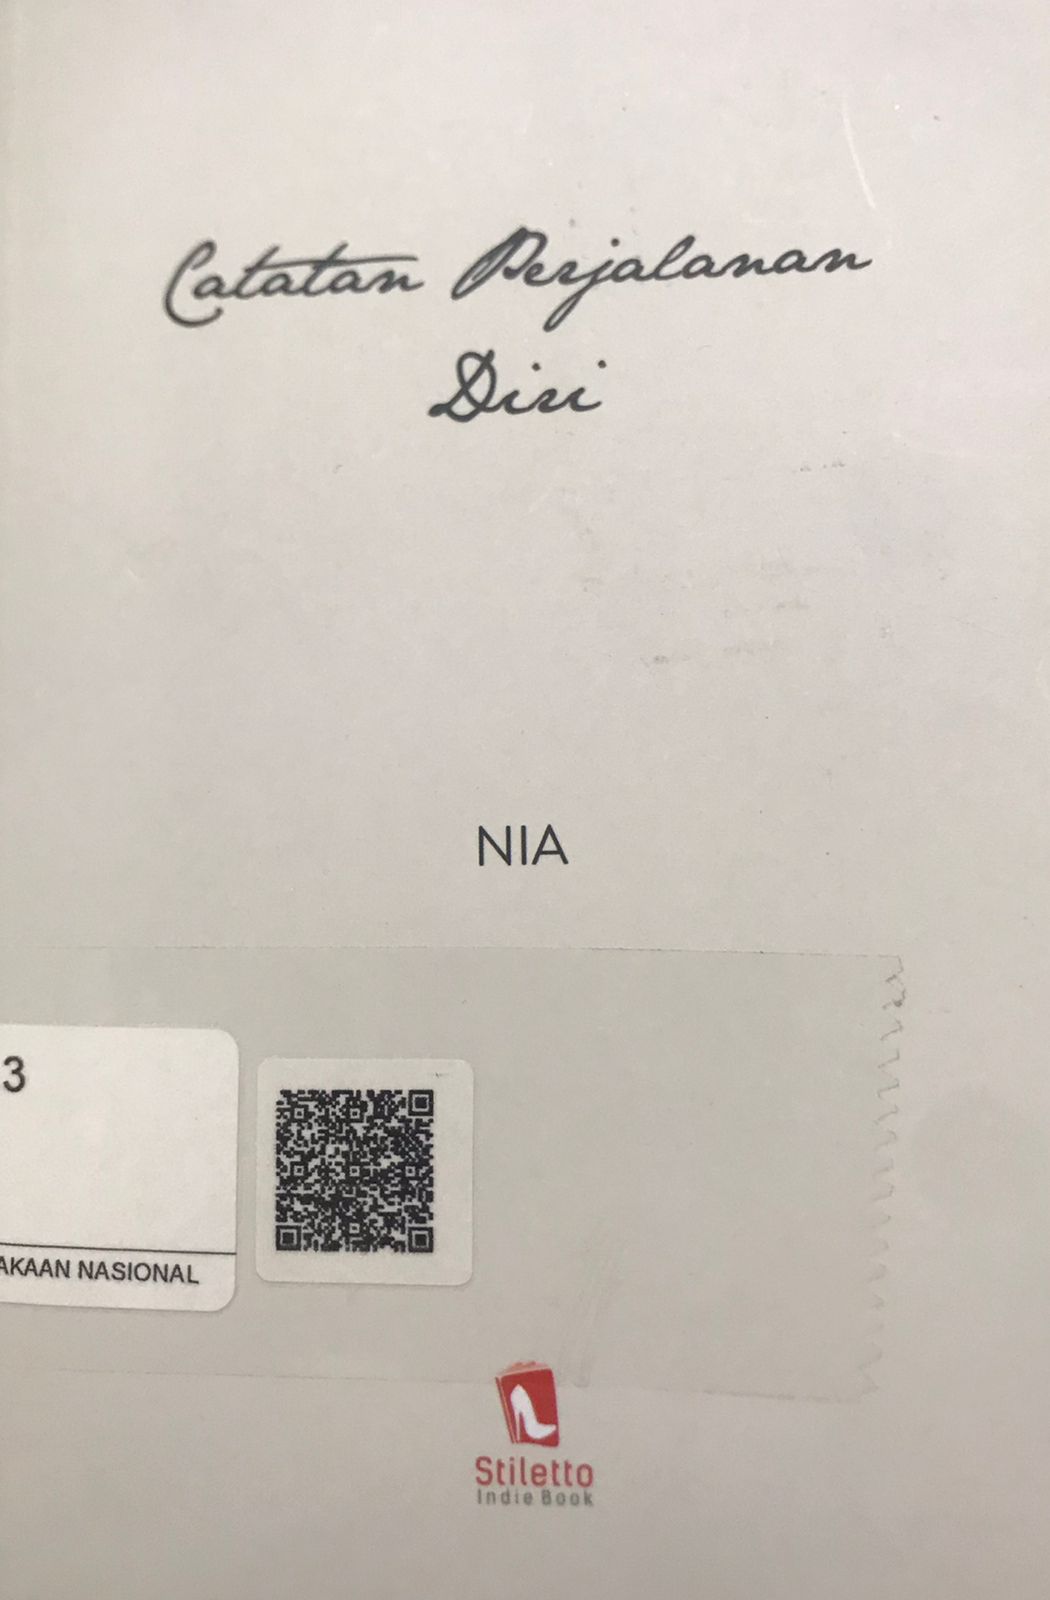 Catatan Perjalanan
Diri
NIA
3
AKAAN NASIONAL
Stiletto
Indie Book